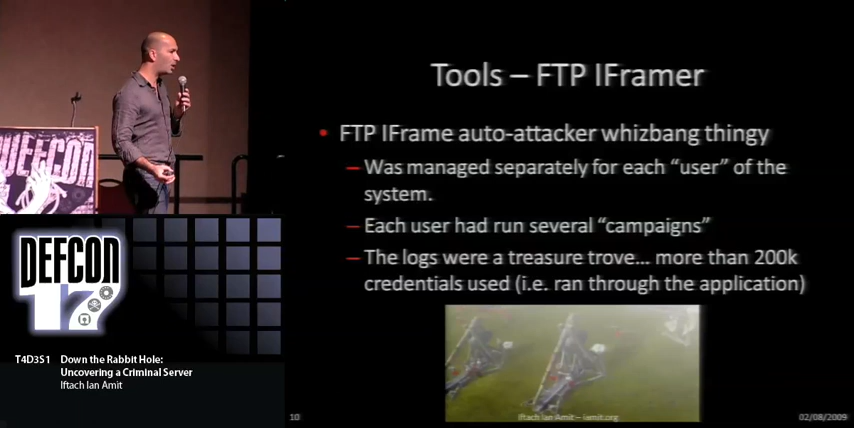 Tools – FTP IFramer
• FTP IFrame auto-attacker whizbang thingy
– Was managed separately for each “user” of the
system.
– Each user had run several “campaigns”
– The logs were a treasure trove... more than 200k
credentials used (i.e. ran through the application)
Iftach Ian Amit – iamit.org
10
02/08/2009
DEFCON
DEFCON
17
T4D3S1 Down the Rabbit Hole:
Uncovering a Criminal Server
Iftach Ian Amit